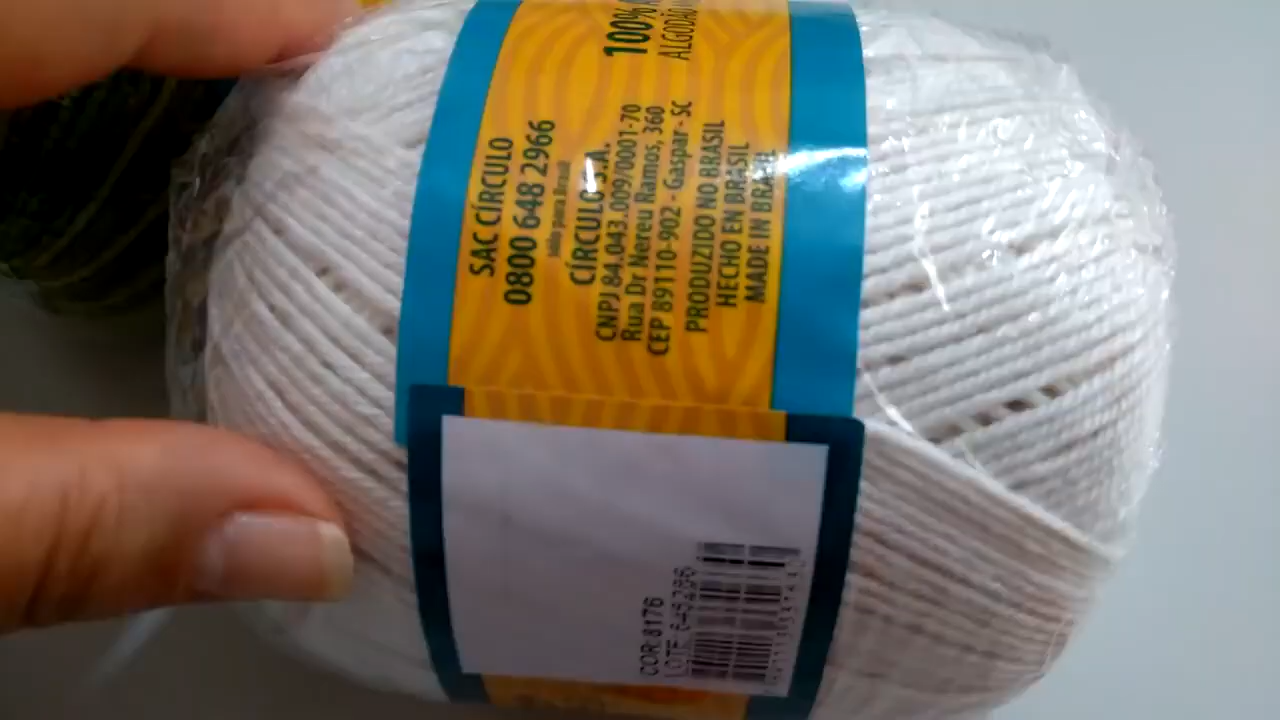 100%
ALGODÃO
SAC CÍRCULO
0800 648 2966
CÍRCULO S.A.
CNPJ 84.043.009/0001-70
Rua Dr Nereu Ramos, 360
CEP 89110-902 - Gaspar - SC
PRODUZIDO NO BRASIL
HECHO EN BRASIL
MADE IN BRAZIL
COR: 8176
LOTE: